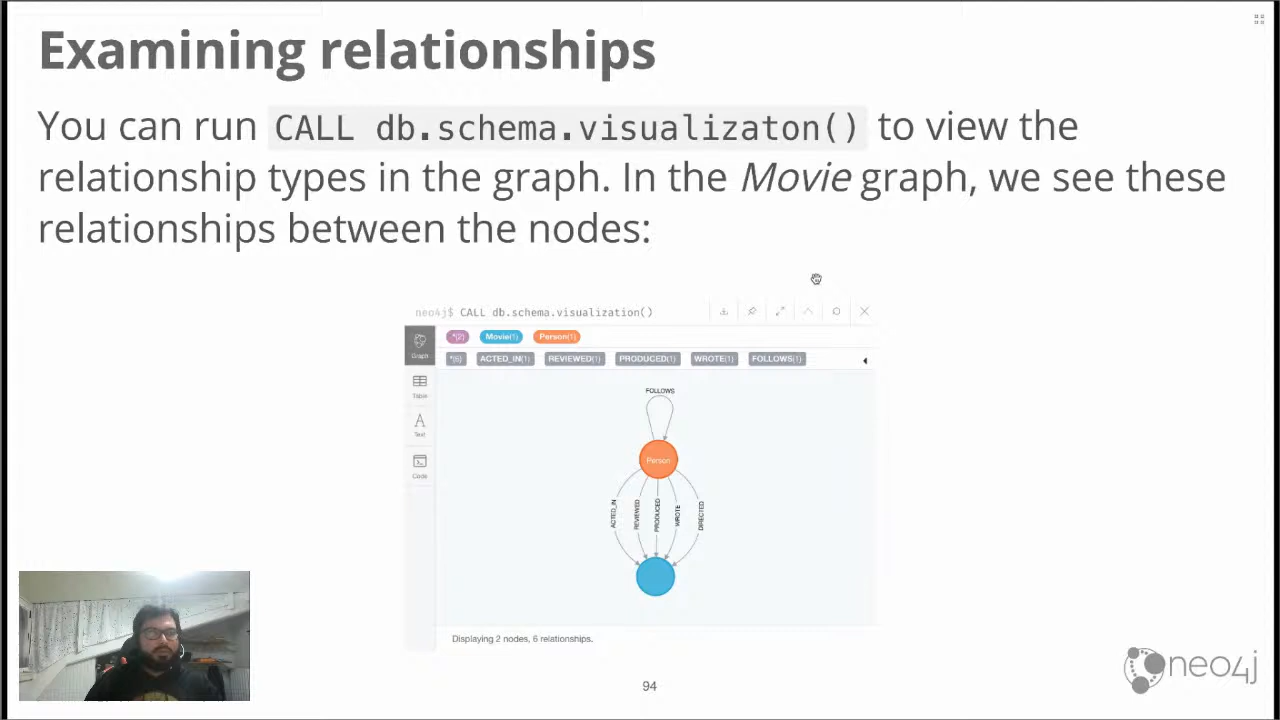 Examining relationships
You can run CALL db.schema.visualizaton() to view the
relationship types in the graph. In the Movie graph, we see these
relationships between the nodes:
neo4j$ CALL db.schema.visualization()
*(2) Movie(1) Person(1)
*(6) ACTED_IN(1) REVIEWED(1) PRODUCED(1) WROTE(1) FOLLOWS(1)
Graph
Table
Text
Code
FOLLOWS
Person
ACTED_IN
REVIEWED
PRODUCED
WROTE
DIRECTED
Displaying 2 nodes, 6 relationships.
neo4j
94